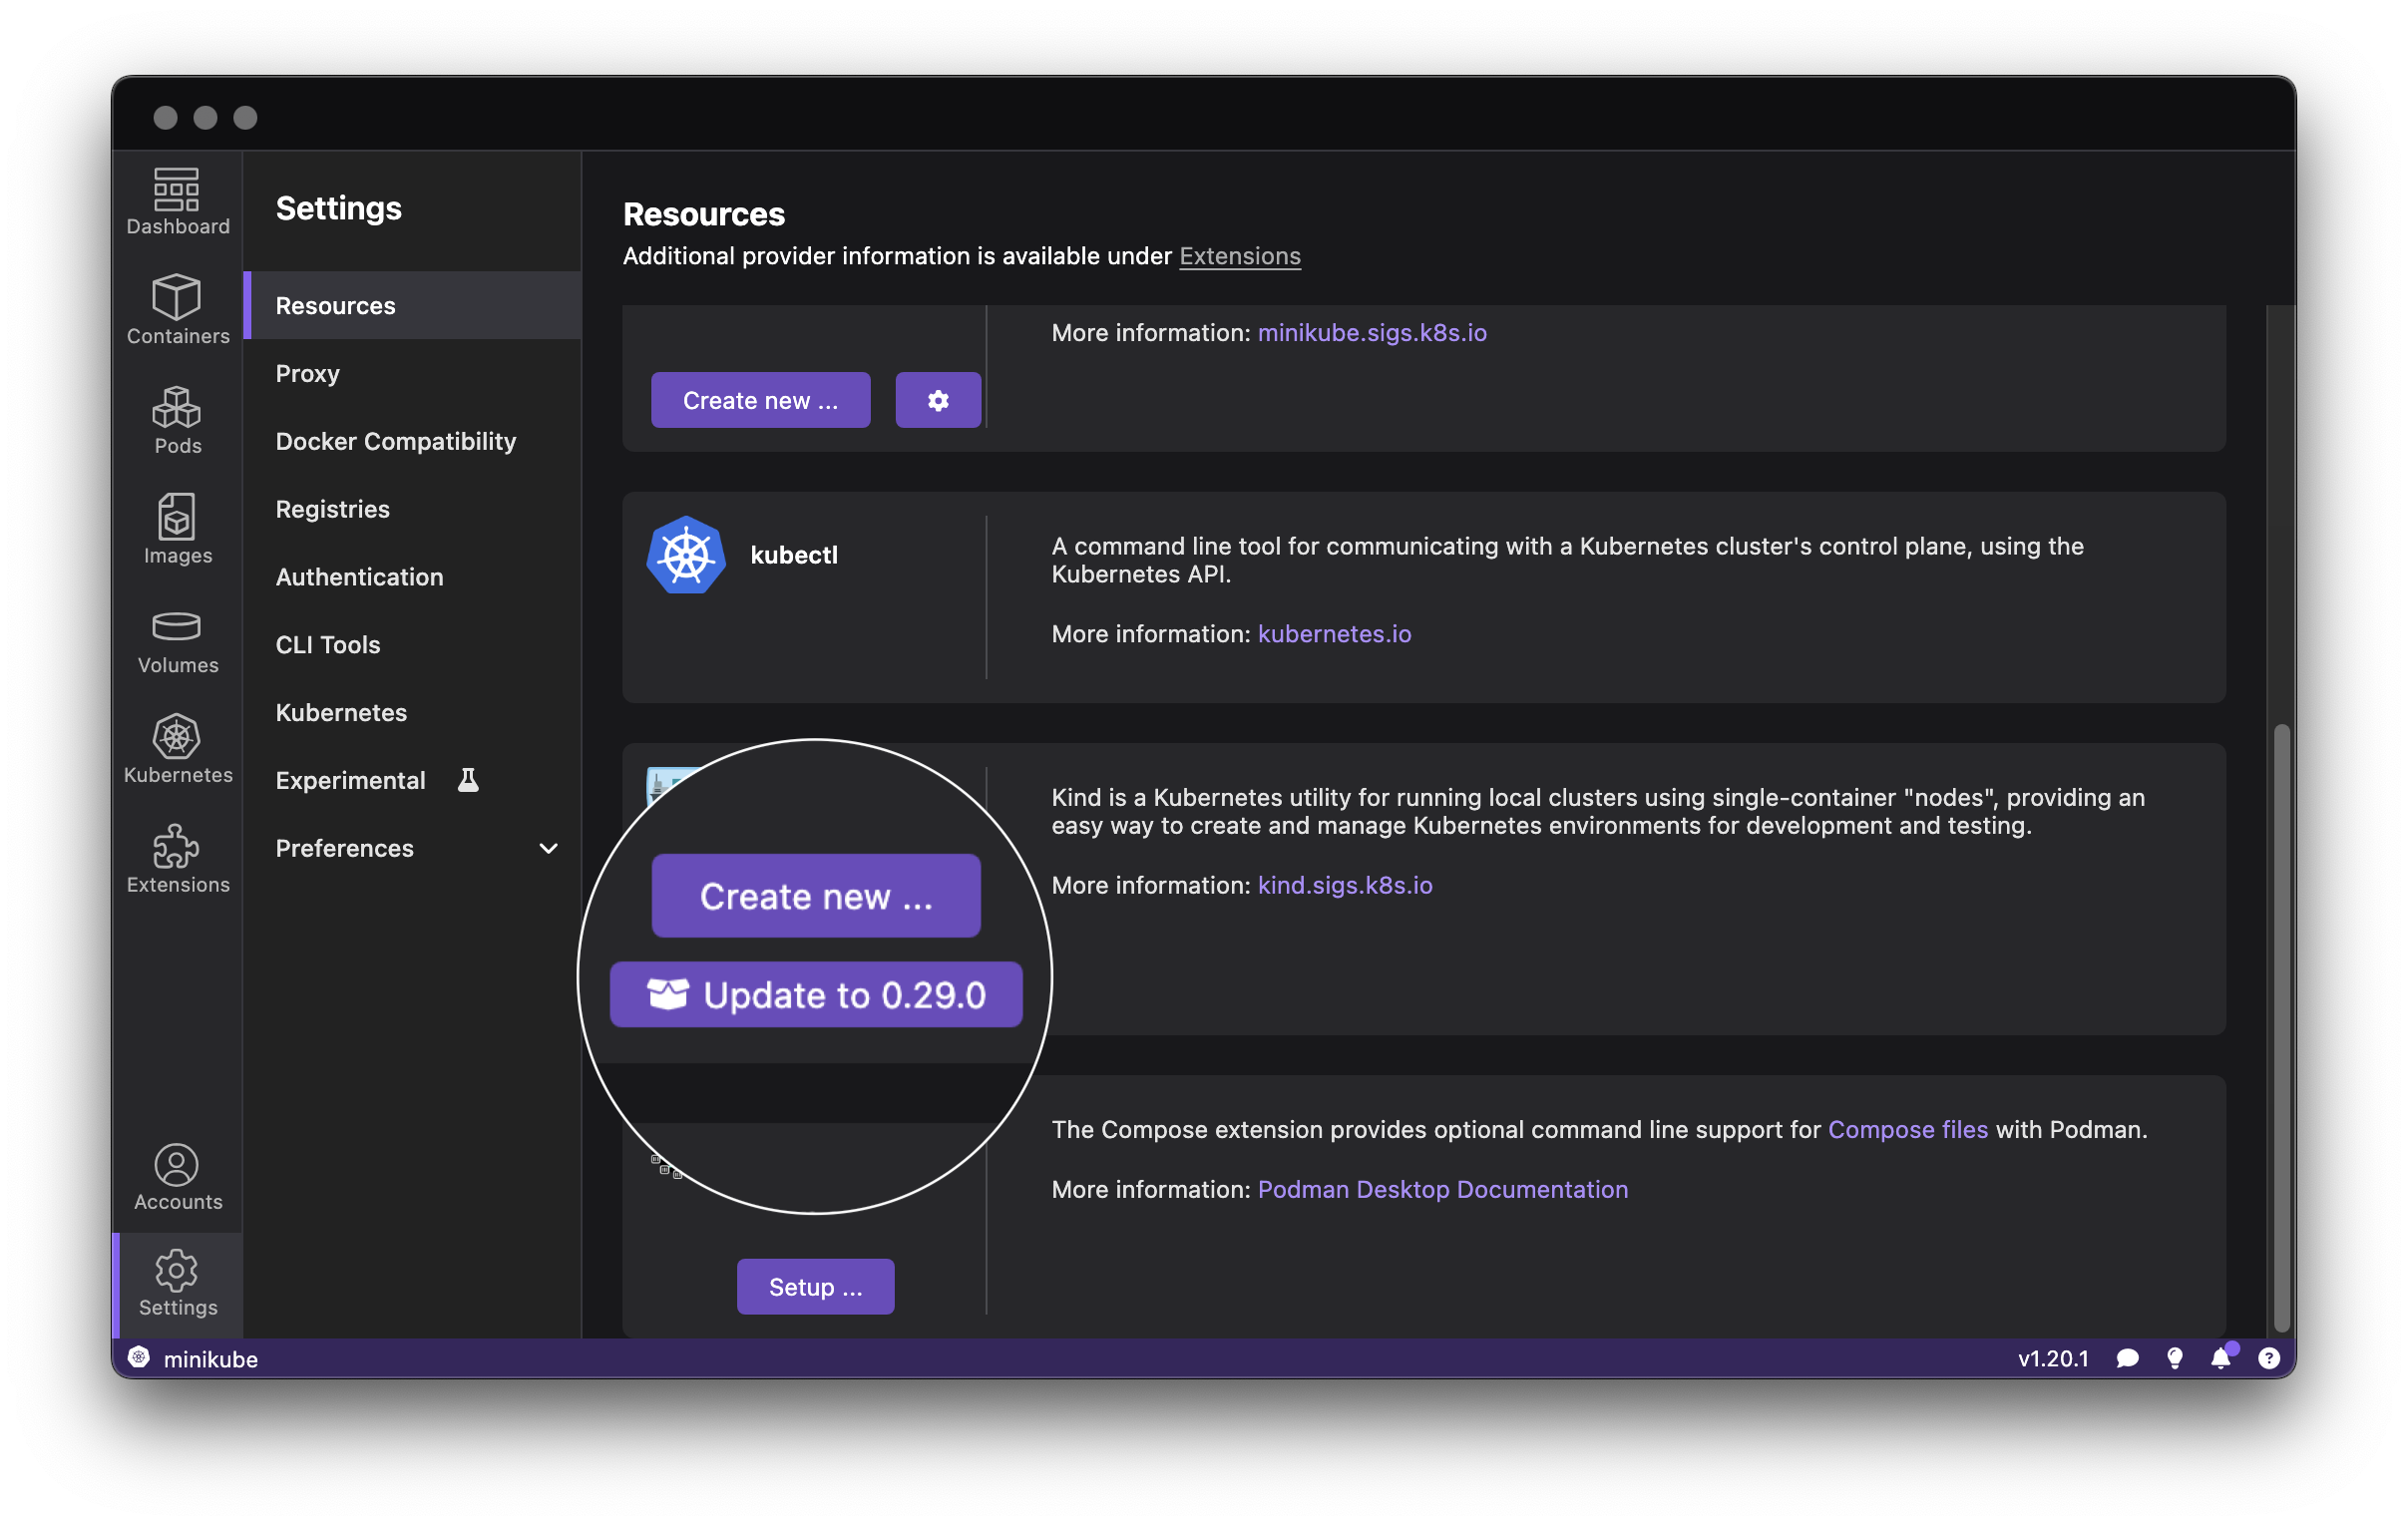 Dashboard
Containers
Pods
Images
Volumes
Kubernetes
Extensions
Accounts
Settings
Settings
Resources
Proxy
Docker Compatibility
Registries
Authentication
CLI Tools
Kubernetes
Experimental
Preferences
Resources
Additional provider information is available under Extensions
More information: minikube.sigs.k8s.io
Create new ...
kubectl
A command line tool for communicating with a Kubernetes cluster's control plane, using the
Kubernetes API.
More information: kubernetes.io
Kind is a Kubernetes utility for running local clusters using single-container "nodes", providing an
easy way to create and manage Kubernetes environments for development and testing.
More information: kind.sigs.k8s.io
Create new ...
Update to 0.29.0
The Compose extension provides optional command line support for Compose files with Podman.
More information: Podman Desktop Documentation
Setup ...
minikube
v1.20.1